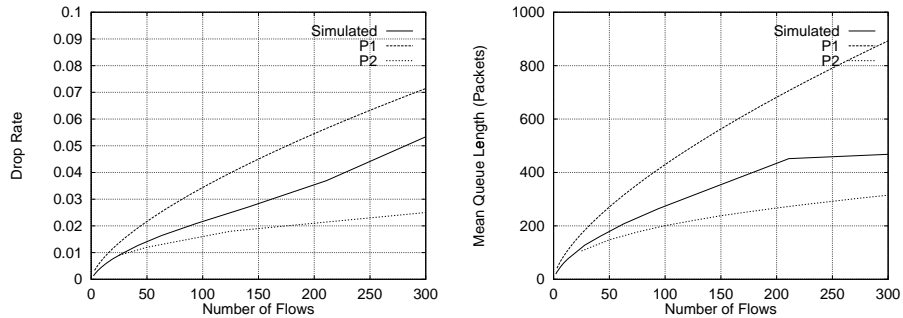 0.1
0.09
0.08
0.07
0.06
0.05
0.04
0.03
0.02
0.01
0
Drop Rate
Simulated
P1
P2
0 50 100 150 200 250 300
Number of Flows
1000
800
600
400
200
0
Mean Queue Length (Packets)
Simulated
P1
P2
0 50 100 150 200 250 300
Number of Flows